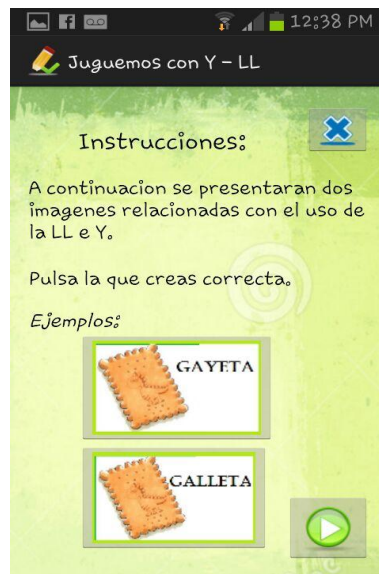 12:38 PM
Juguemos con Y - LL
Instrucciones:
A continuacion se presentaran dos
imagenes relacionadas con el uso de
la LL e Y.
Pulsa la que creas correcta.
Ejemplos:
GAYETA
GALLETA